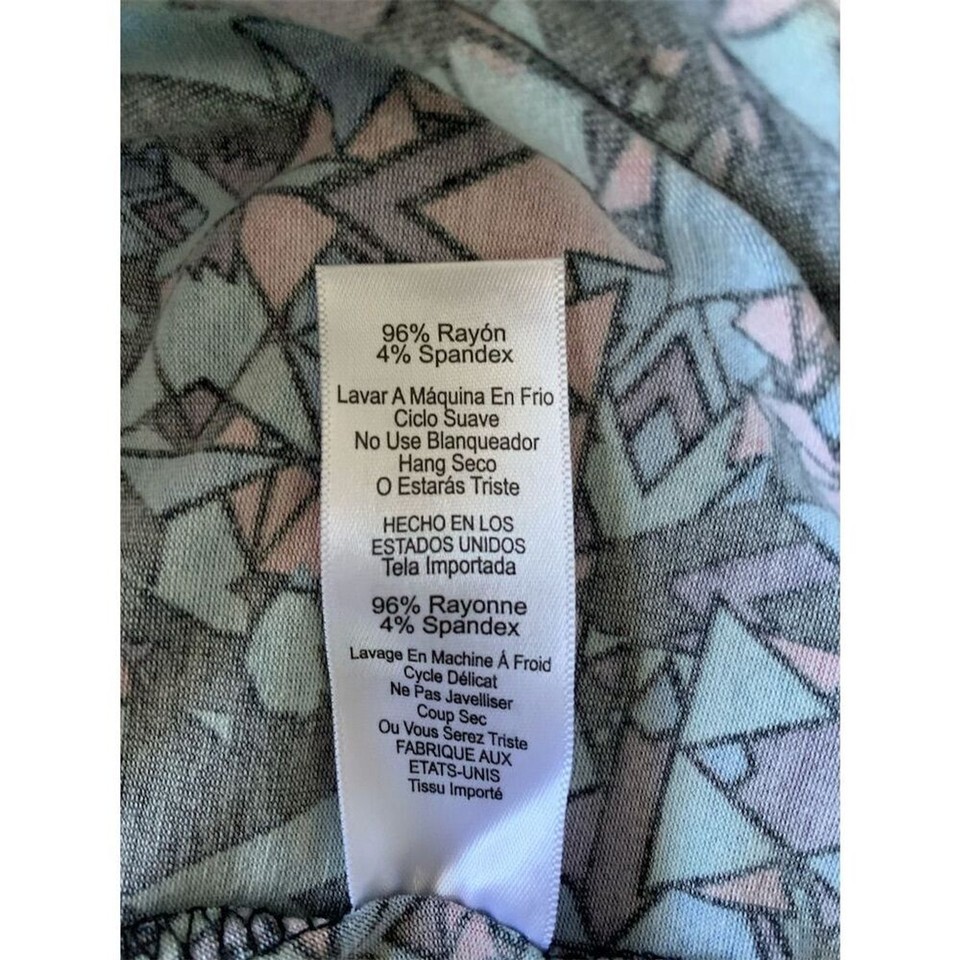 96% Rayón
4% Spandex
Lavar A Máquina En Frio
Ciclo Suave
No Use Blanqueador
Hang Seco
O Estarás Triste
HECHO EN LOS
ESTADOS UNIDOS
Tela Importada
96% Rayonne
4% Spandex
Lavage En Machine Á Froid
Cycle Délicat
Ne Pas Javelliser
Coup Sec
Ou Vous Serez Triste
FABRIQUE AUX
ETATS-UNIS
Tissu Importé